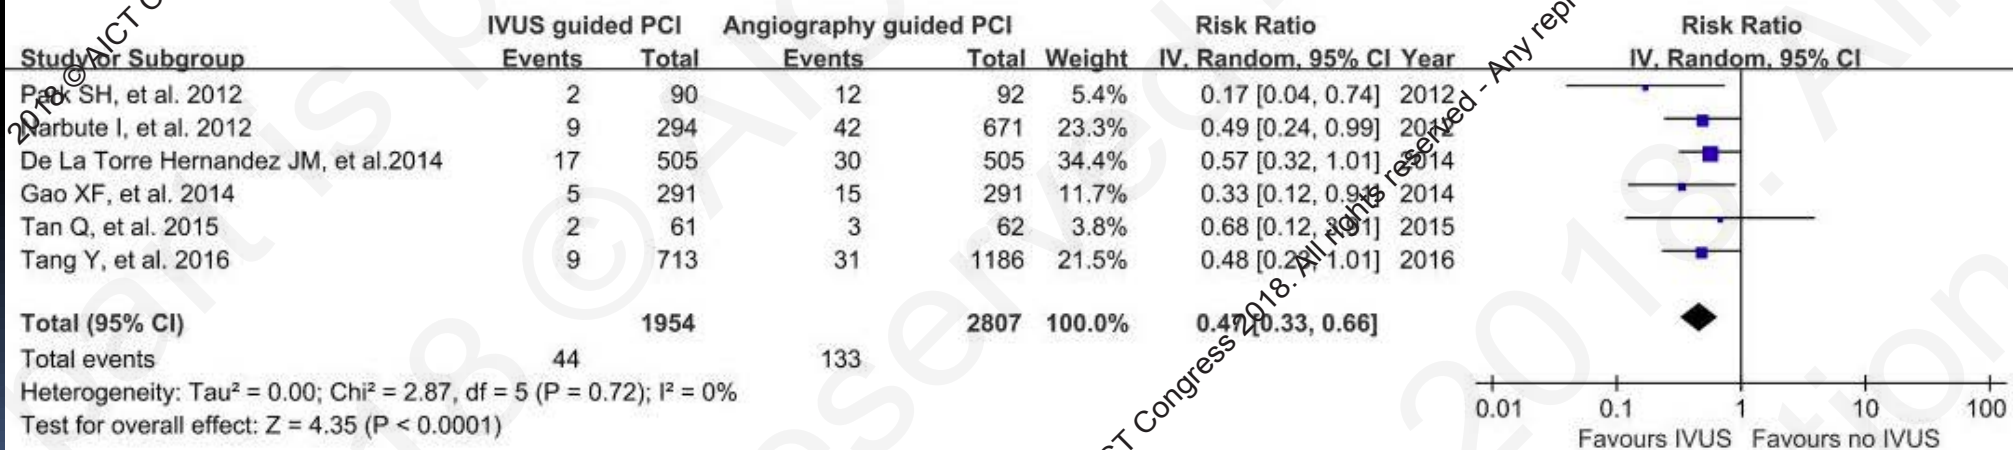 IVUS guided PCI Angiography guided PCI Risk Ratio Risk Ratio
Study or Subgroup Events Total Events Total Weight IV, Random, 95% CI Year IV, Random, 95% CI
Park SH, et al. 2012 2 90 12 92 5.4% 0.17 [0.04, 0.74] 2012
Narbute I, et al. 2012 9 294 42 671 23.3% 0.49 [0.24, 0.99] 2012
De La Torre Hernandez JM, et al.2014 17 505 30 505 34.4% 0.57 [0.32, 1.01] 2014
Gao XF, et al. 2014 5 291 15 291 11.7% 0.33 [0.12, 2014
Tan Q, et al. 2015 2 61 3 62 3.8% 0.68 [0.12, 2015
Tang Y, et al. 2016 9 713 31 1186 21.5% 0.48 1.01] 2016
Total (95% CI) 1954 2807 100.0% 0.47 [0.33, 0.66]
Total events 44 133
Heterogeneity: Tau² = 0.00; Chi² = 2.87, df = 5 (P = 0.72); I² = 0%
Test for overall effect: Z = 4.35 (P < 0.0001)
0.01 0.1 1 10 100
Favours IVUS Favours no IVUS
2018 © AICT
Congress 2018. All rights reserved - Any